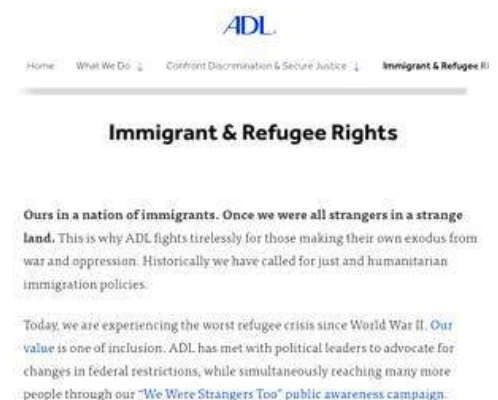 ADL
Home What We Do ↓ Confront Discrimination & Secure Justice ↓ Immigrant & Refugee Ri
Immigrant & Refugee Rights
Ours in a nation of immigrants. Once we were all strangers in a strange
land. This is why ADL fights tirelessly for those making their own exodus from
war and oppression. Historically we have called for just and humanitarian
immigration policies.
Today, we are experiencing the worst refugee crisis since World War II. Our
value is one of inclusion. ADL has met with political leaders to advocate for
changes in federal restrictions, while simultaneously reaching many more
people through our "We Were Strangers Too" public awareness campaign.